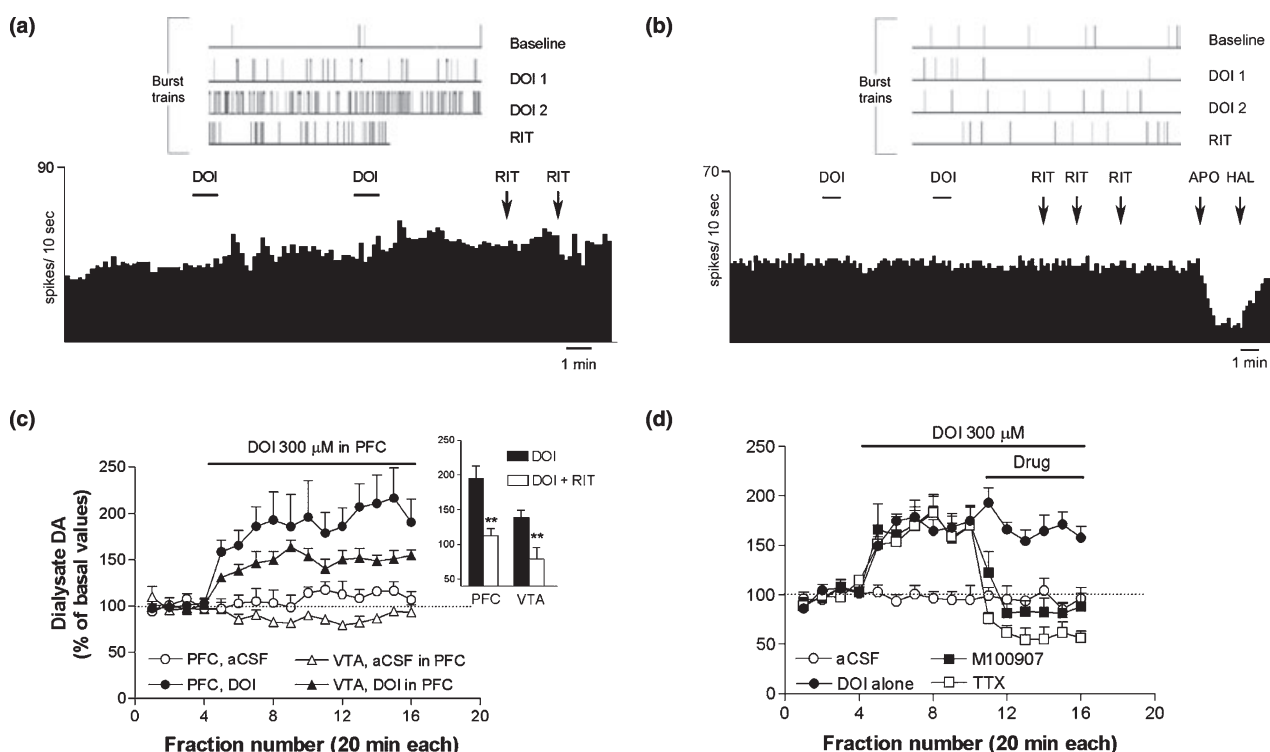 (a)
Burst trains
Baseline
DOI 1
DOI 2
RIT
90
spikes/ 10 sec
DOI DOI RIT RIT
1 min
(b)
Burst trains
Baseline
DOI 1
DOI 2
RIT
70
spikes/ 10 sec
DOI DOI RIT RIT RIT APO HAL
1 min
(c)
DOI 300 μM in PFC
Dialysate DA
(% of basal values)
250
200
150
100
50
0
0 4 8 12 16 20
PFC, aCSF
PFC, DOI
VTA, aCSF in PFC
VTA, DOI in PFC
Fraction number (20 min each)
250
200
150
100
50
DOI
DOI + RIT
**
**
PFC VTA
(d)
DOI 300 μM
Drug
250
200
150
100
50
0
0 4 8 12 16 20
aCSF
DOI alone
M100907
TTX
Fraction number (20 min each)